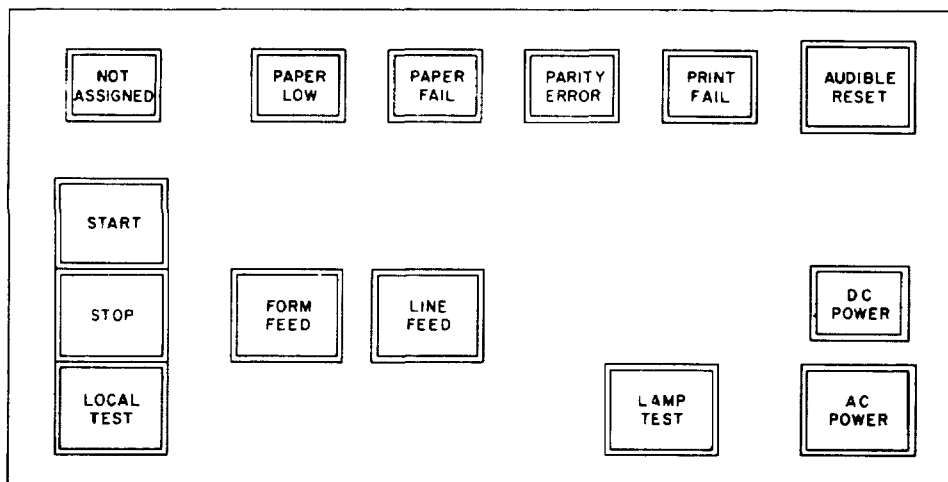 NOT
ASSIGNED
PAPER
LOW
PAPER
FAIL
PARITY
ERROR
PRINT
FAIL
AUDIBLE
RESET
START
STOP
FORM
FEED
LINE
FEED
DC
POWER
LOCAL
TEST
LAMP
TEST
AC
POWER